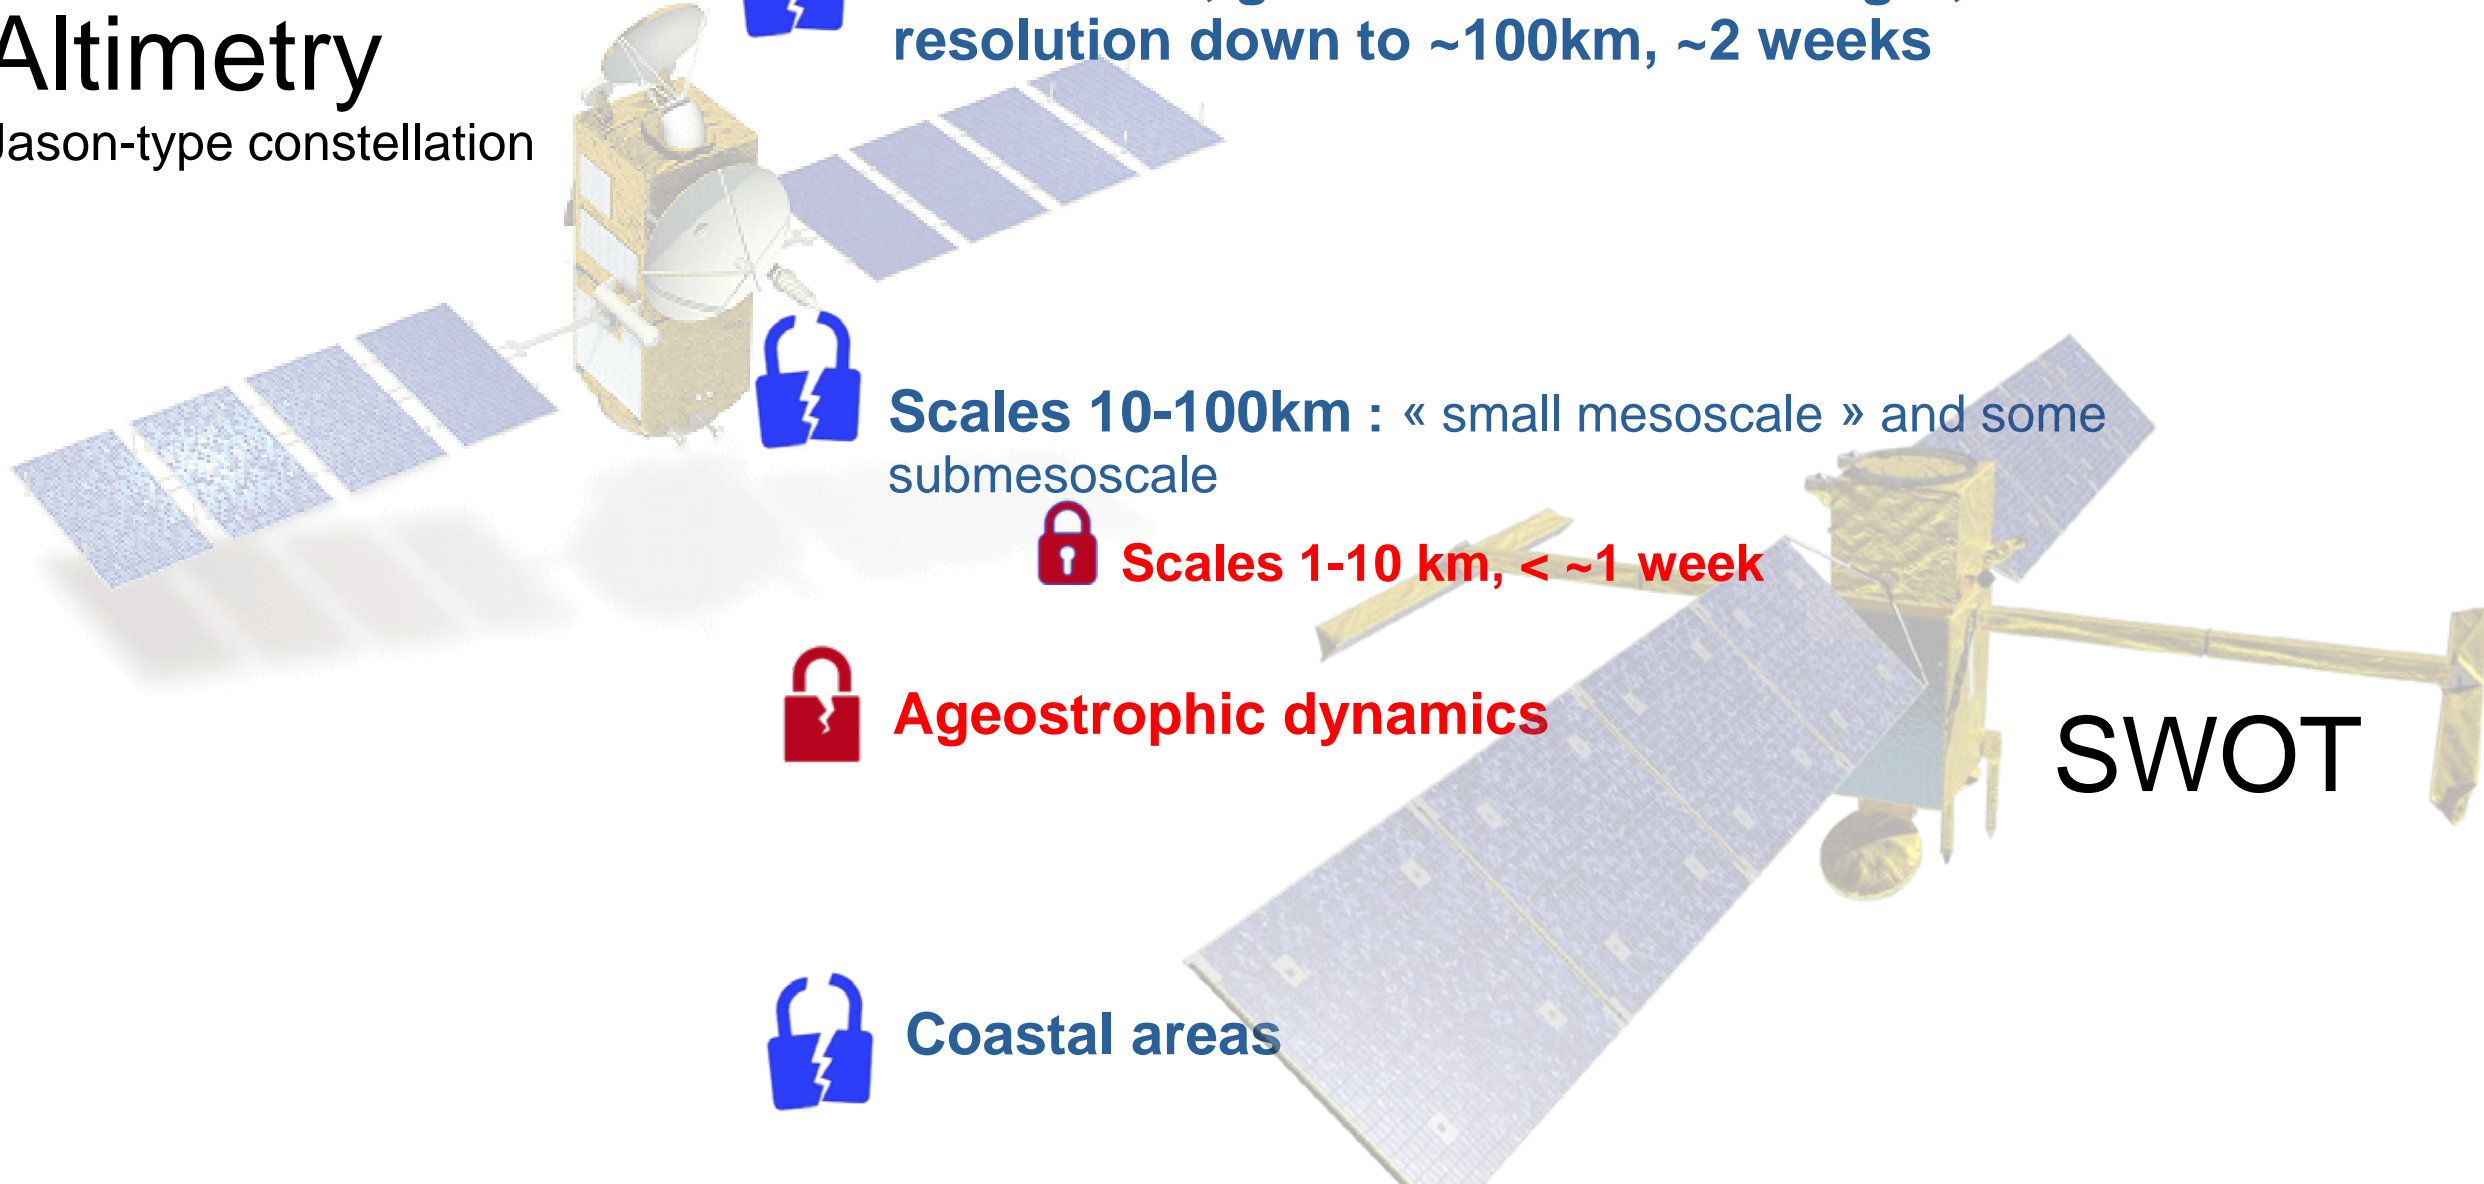 Altimetry
Jason-type constellation
resolution down to ~100km, ~2 weeks
Scales 10-100km : « small mesoscale » and some
submesoscale
Scales 1-10 km, < ~1 week
Ageostrophic dynamics
SWOT
Coastal areas